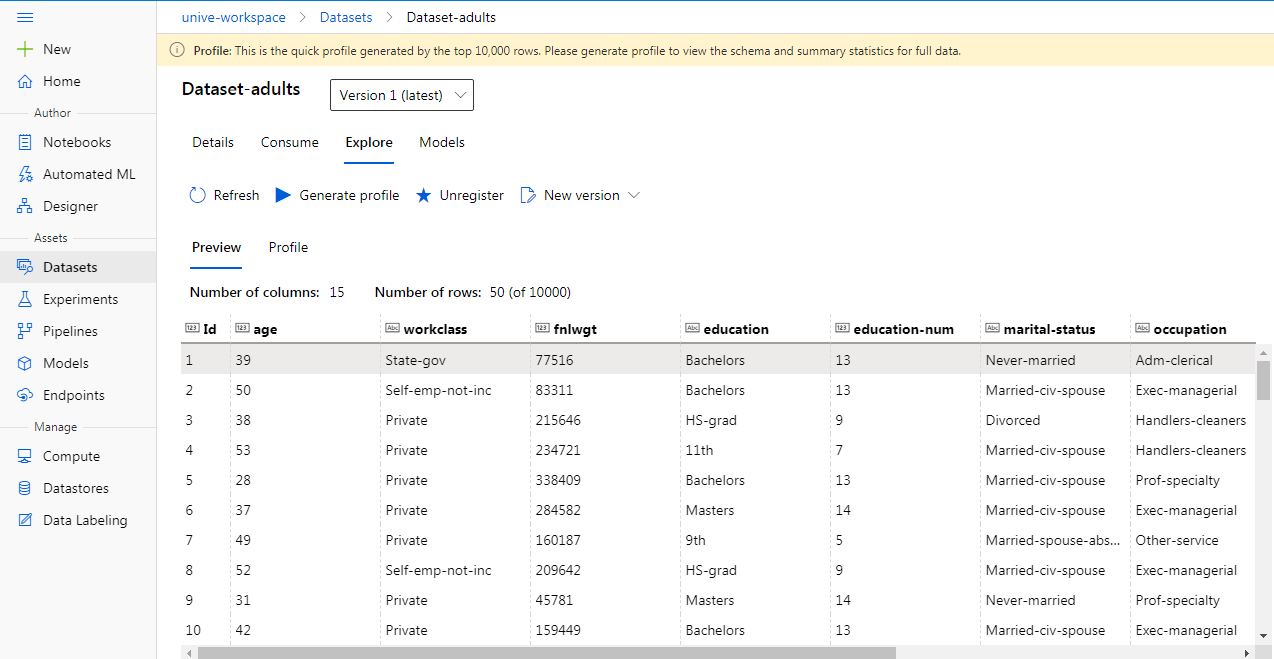 unive-workspace > Datasets > Dataset-adults
New
Home
Author
Notebooks
Automated ML
Designer
Assets
Datasets
Experiments
Pipelines
Models
Endpoints
Manage
Compute
Datastores
Data Labeling
Profile: This is the quick profile generated by the top 10,000 rows. Please generate profile to view the schema and summary statistics for full data.
Dataset-adults Version 1 (latest)
Details Consume Explore Models
Refresh Generate profile Unregister New version
Preview Profile
Number of columns: 15 Number of rows: 50 (of 10000)
123 Id 123 age Abc workclass 123 fnlwgt Abc education 123 education-num Abc marital-status Abc occupation
1 39 State-gov 77516 Bachelors 13 Never-married Adm-clerical
2 50 Self-emp-not-inc 83311 Bachelors 13 Married-civ-spouse Exec-managerial
3 38 Private 215646 HS-grad 9 Divorced Handlers-cleaners
4 53 Private 234721 11th 7 Married-civ-spouse Handlers-cleaners
5 28 Private 338409 Bachelors 13 Married-civ-spouse Prof-specialty
6 37 Private 284582 Masters 14 Married-civ-spouse Exec-managerial
7 49 Private 160187 9th 5 Married-spouse-abs... Other-service
8 52 Self-emp-not-inc 209642 HS-grad 9 Married-civ-spouse Exec-managerial
9 31 Private 45781 Masters 14 Never-married Prof-specialty
10 42 Private 159449 Bachelors 13 Married-civ-spouse Exec-managerial